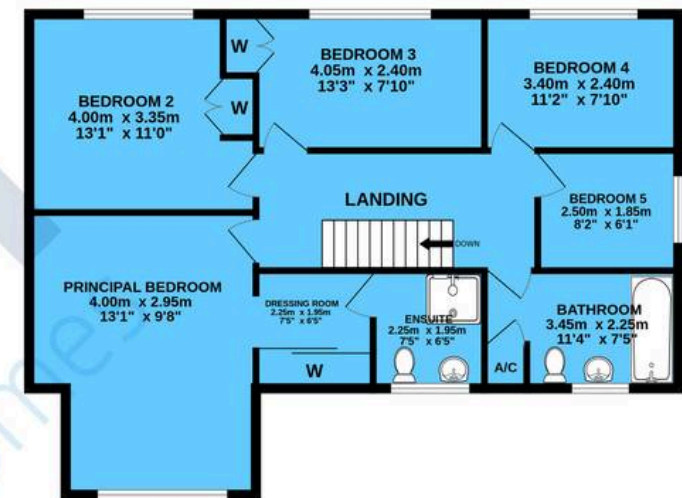 BEDROOM 2
4.00m x 3.35m
13'1" x 11'0"
W
W
BEDROOM 3
4.05m x 2.40m
13'3" x 7'10"
BEDROOM 4
3.40m x 2.40m
11'2" x 7'10"
LANDING
DOWN
BEDROOM 5
2.50m x 1.85m
8'2" x 6'1"
PRINCIPAL BEDROOM
4.00m x 2.95m
13'1" x 9'8"
DRESSING ROOM
2.25m x 1.95m
7'5" x 6'5"
W
ENSUITE
2.25m x 1.95m
7'5" x 6'5"
A/C
BATHROOM
3.45m x 2.25m
11'4" x 7'5"